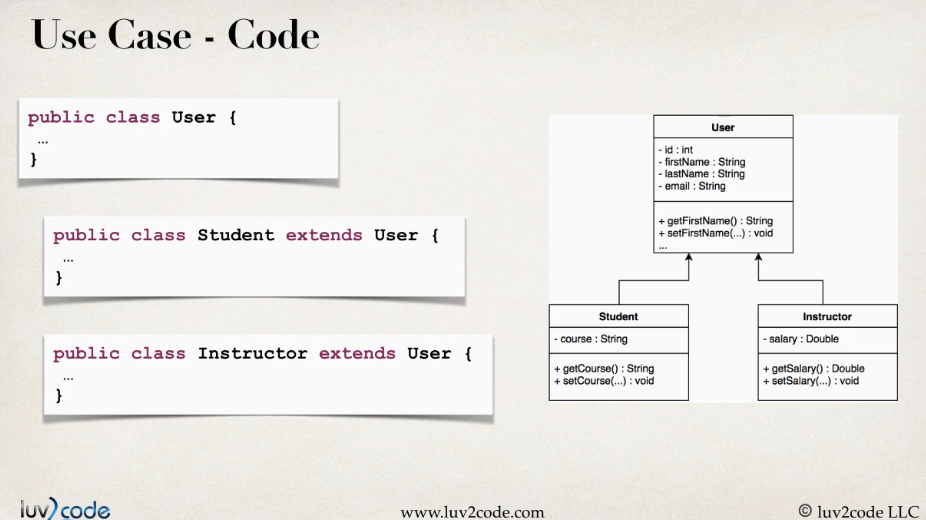 Use Case - Code
public class User {
...
}
public class Student extends User {
...
}
public class Instructor extends User {
...
}
User
- id : int
- firstName : String
- lastName : String
- email : String
+ getFirstName() : String
+ setFirstName(...) : void
...
Student
- course : String
+ getCourse() : String
+ setCourse(...) : void
Instructor
- salary : Double
+ getSalary() : Double
+ setSalary(...) : void
luv2code
www.luv2code.com
© luv2code LLC